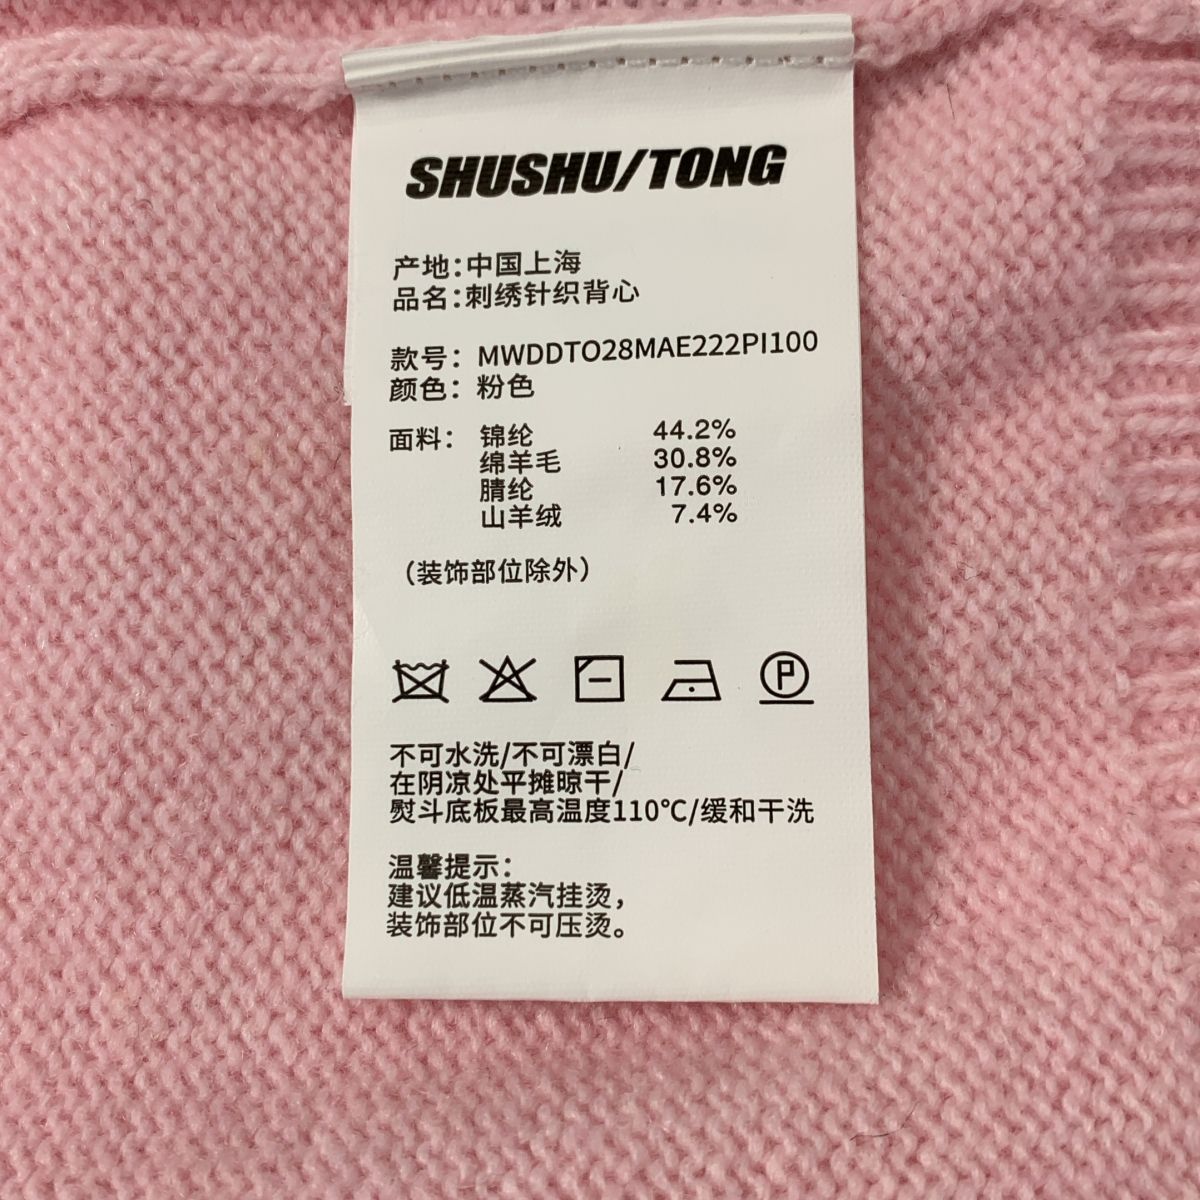 SHUSHU/TONG
产地:中国上海
品名:刺绣针织背心
款号: MWDDTO28MAE222PI100
颜色: 粉色
面料: 锦纶 44.2%
绵羊毛 30.8%
腈纶 17.6%
山羊绒 7.4%
（装饰部位除外）
P
不可水洗/不可漂白/
在阴凉处平摊晾干/
熨斗底板最高温度110℃/缓和干洗
温馨提示:
建议低温蒸汽挂烫，
装饰部位不可压烫。